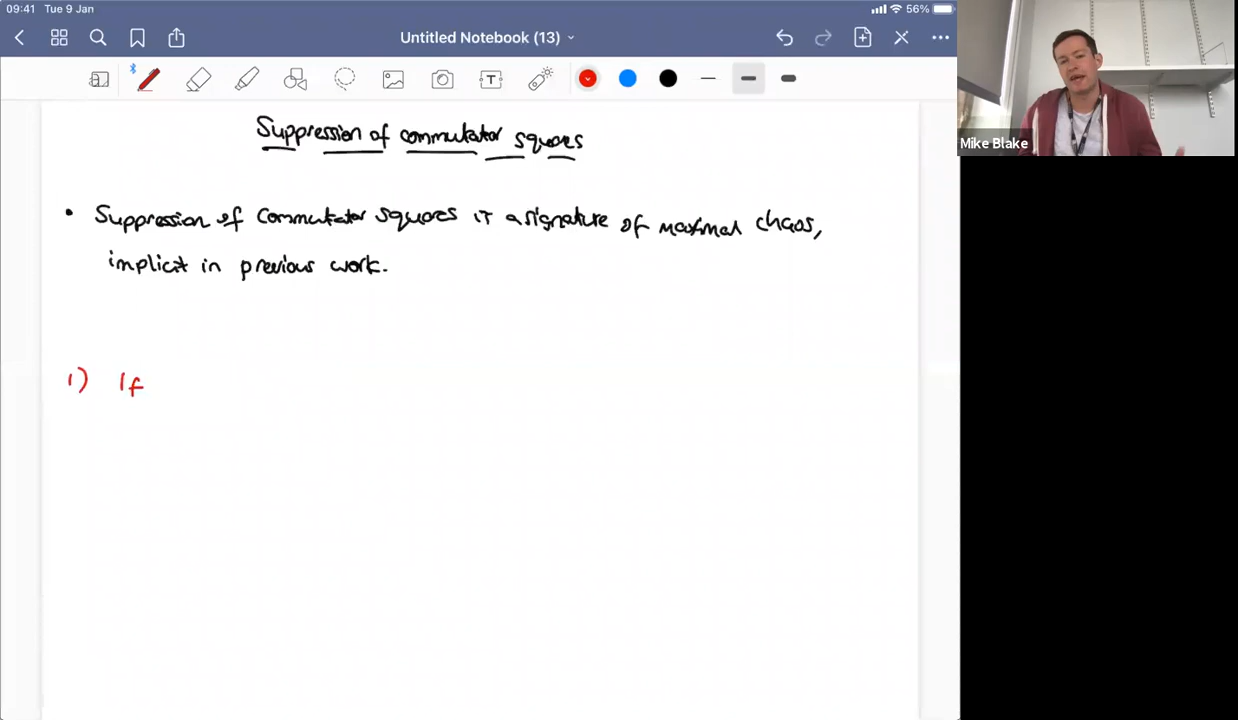 09:41 Tue 9 Jan
56%
Untitled Notebook (13)
Mike Blake
Suppression of commutator squares
• Suppression of commutator squares is a signature of maximal chaos,
implicit in previous work.
1) If